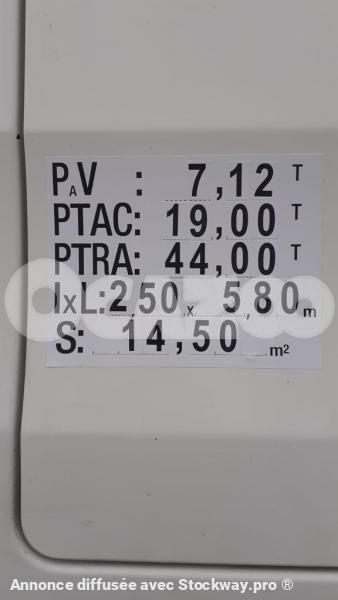 PAV : 7,12 T
PTAC: 19,00 T
PTRA: 44,00 T
lxL: 2,50 x 5,80 m
S: 14,50 m²
Annonce diffusée avec Stockway.pro ®